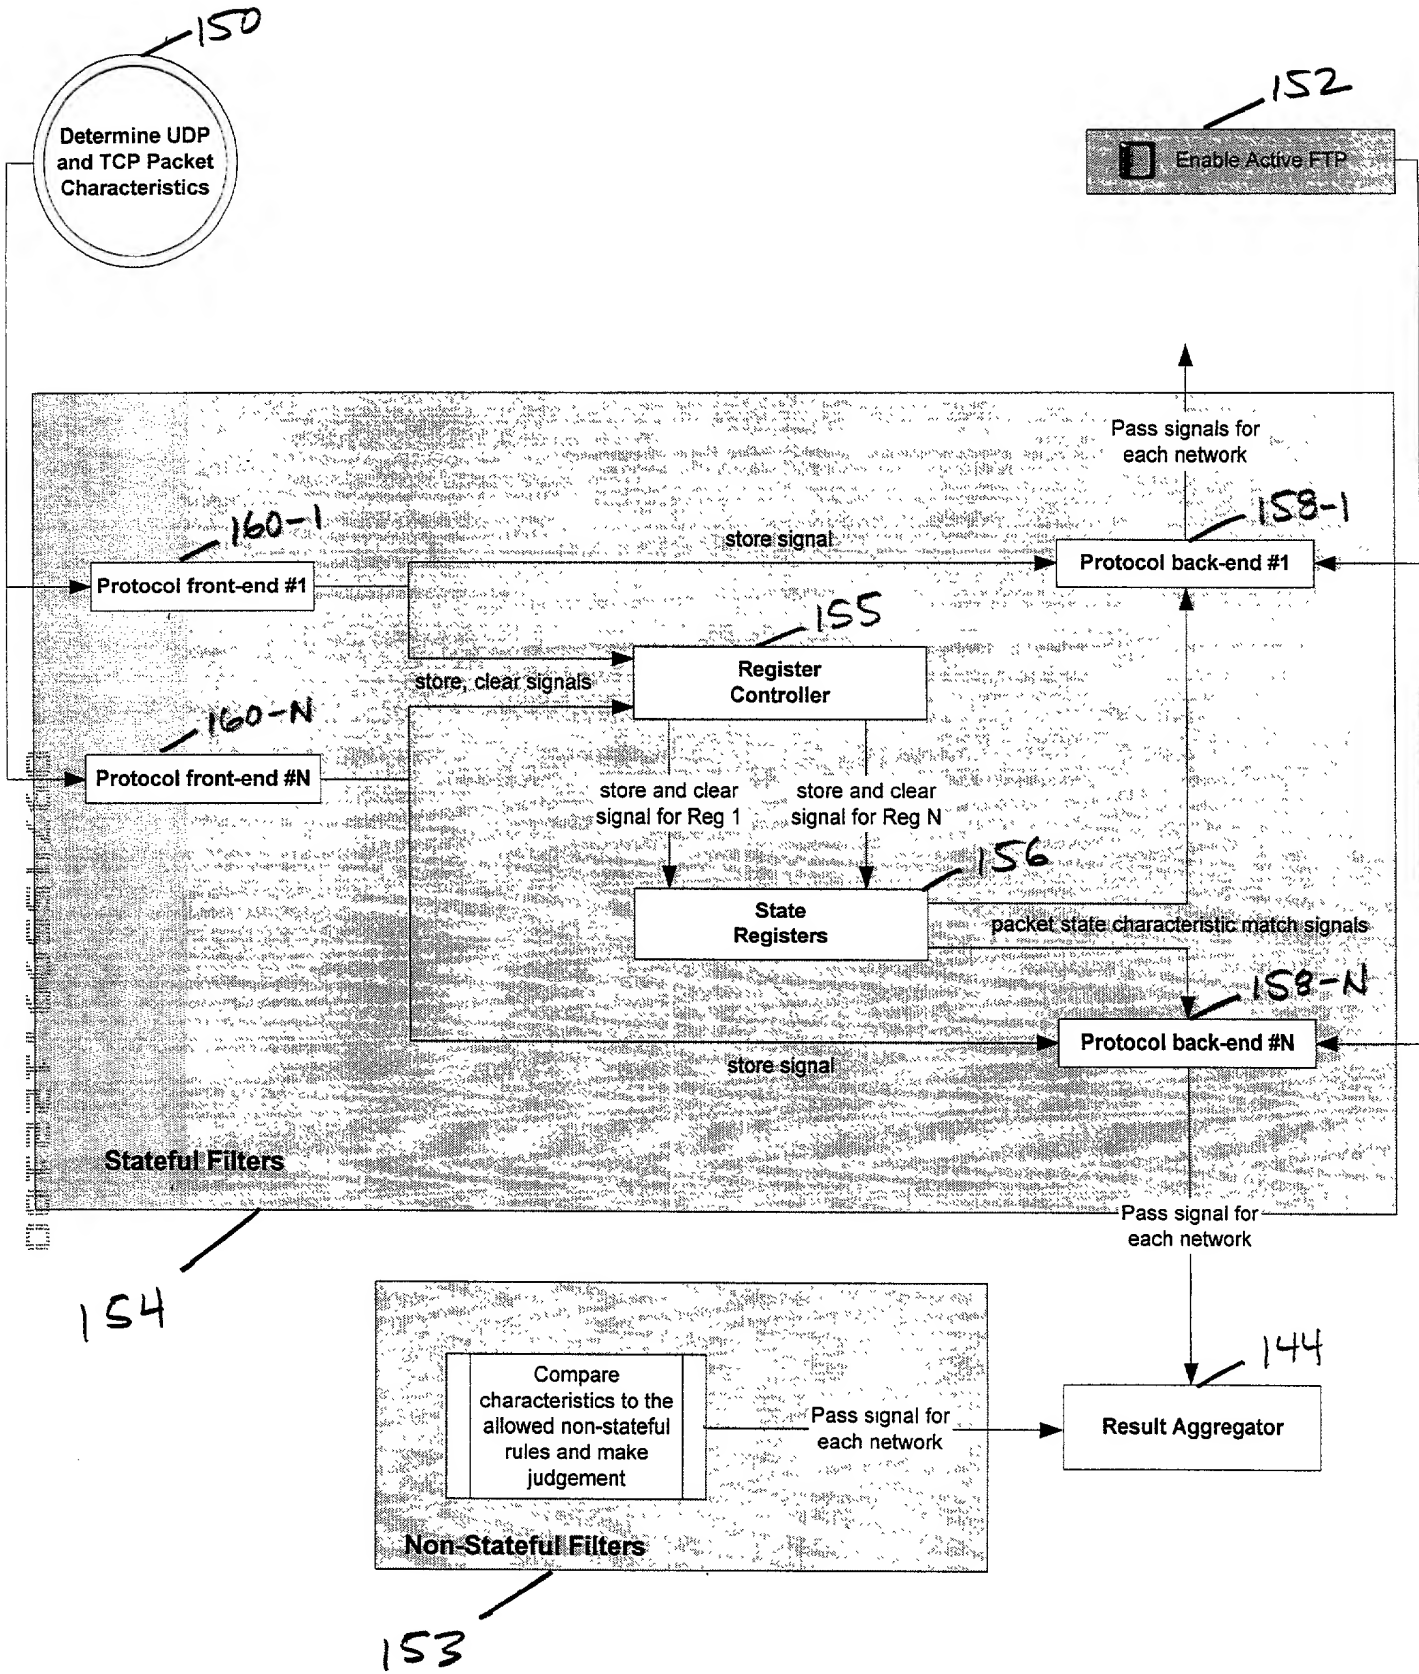 150
152
Determine UDP
and TCP Packet
Characteristics
Enable Active FTP
Pass signals for
each network
160-1
158-1
store signal
Protocol back-end #1
Protocol front-end #1
155
Register
Controller
store, clear signals
160-N
Protocol front-end #N
store and clear
signal for Reg 1
store and clear
signal for Reg N
156
State
Registers
packet state characteristic match signals
158-N
Protocol back-end #N
store signal
Stateful Filters
Pass signal for
each network
154
144
Compare
characteristics to the
allowed non-stateful
rules and make
judgement
Pass signal for
each network
Result Aggregator
Non-Stateful Filters
153